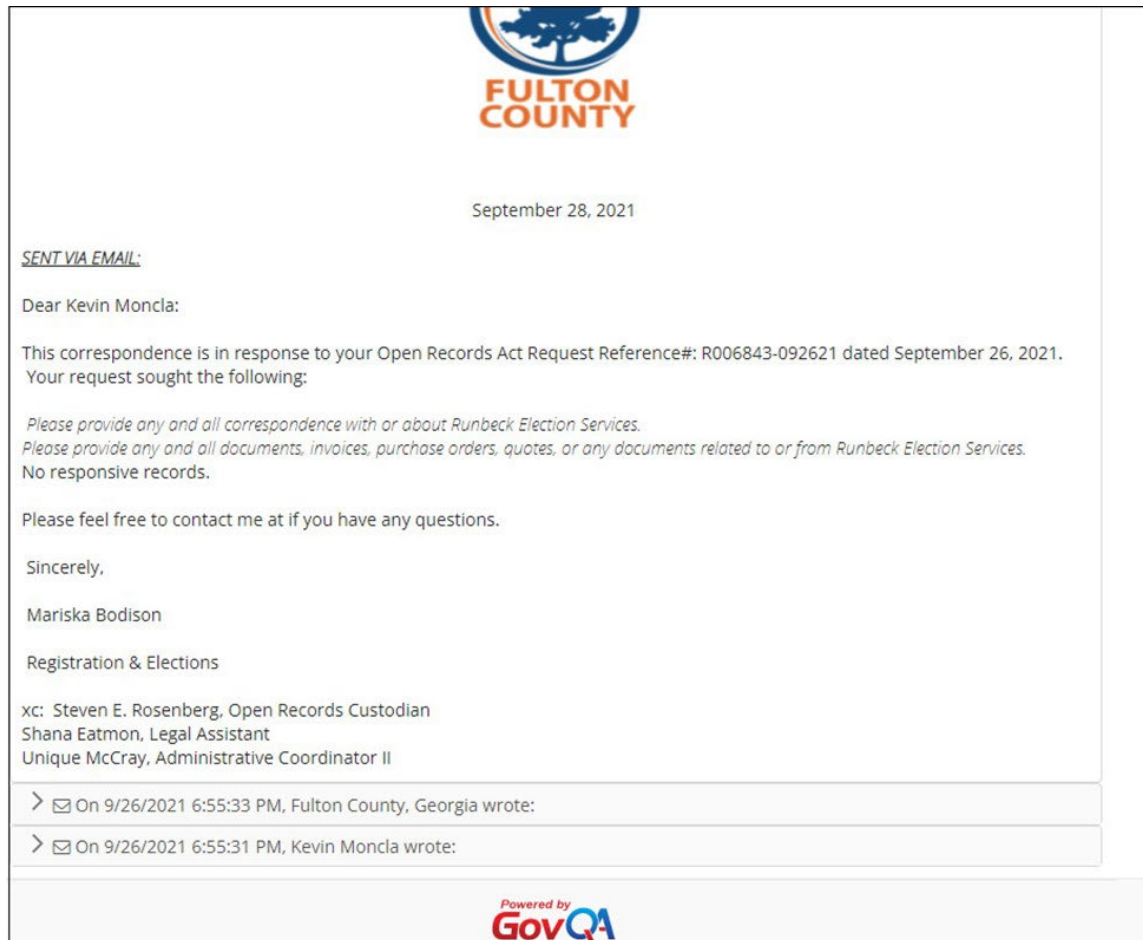 FULTON
COUNTY
September 28, 2021
SENT VIA EMAIL:
Dear Kevin Moncla:
This correspondence is in response to your Open Records Act Request Reference#: R006843-092621 dated September 26, 2021.
Your request sought the following:
Please provide any and all correspondence with or about Runbeck Election Services.
Please provide any and all documents, invoices, purchase orders, quotes, or any documents related to or from Runbeck Election Services.
No responsive records.
Please feel free to contact me at if you have any questions.
Sincerely,
Mariska Bodison
Registration & Elections
xc: Steven E. Rosenberg, Open Records Custodian
Shana Eatmon, Legal Assistant
Unique McCray, Administrative Coordinator II
On 9/26/2021 6:55:33 PM, Fulton County, Georgia wrote:
On 9/26/2021 6:55:31 PM, Kevin Moncla wrote:
Powered by
GovQA